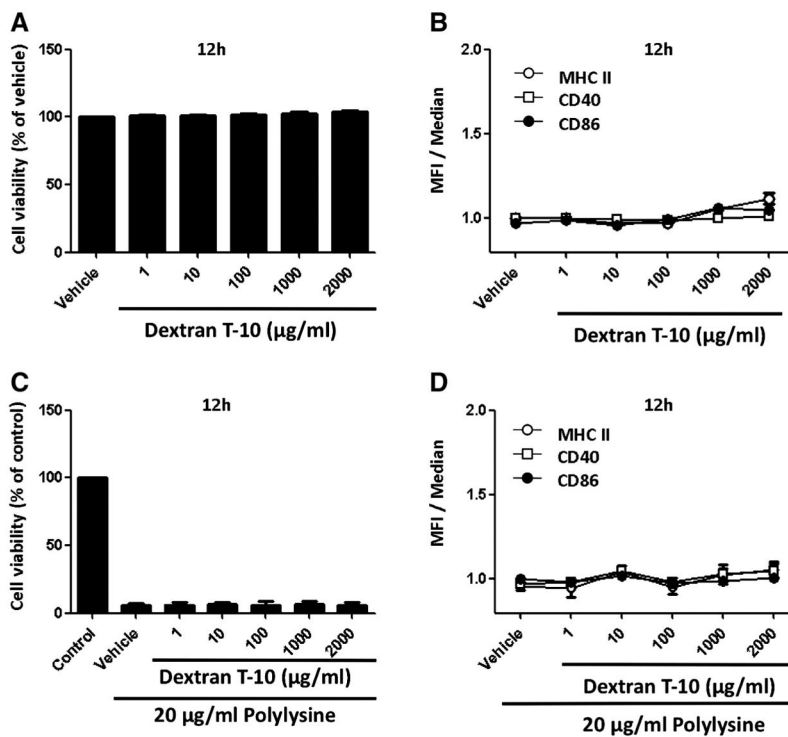 A
12h
Cell viability (% of vehicle)
150
100
50
0
Vehicle
1
10
100
1000
2000
Dextran T-10 (µg/ml)
B
12h
MHC II
CD40
CD86
MFI / Median
2.0
1.5
1.0
Vehicle
1
10
100
1000
2000
Dextran T-10 (µg/ml)
C
12h
Cell viability (% of control)
150
100
50
0
Control
Vehicle
1
10
100
1000
2000
Dextran T-10 (µg/ml)
20 µg/ml Polylysine
D
12h
MHC II
CD40
CD86
MFI / Median
2.0
1.5
1.0
Vehicle
1
10
100
1000
2000
Dextran T-10 (µg/ml)
20 µg/ml Polylysine